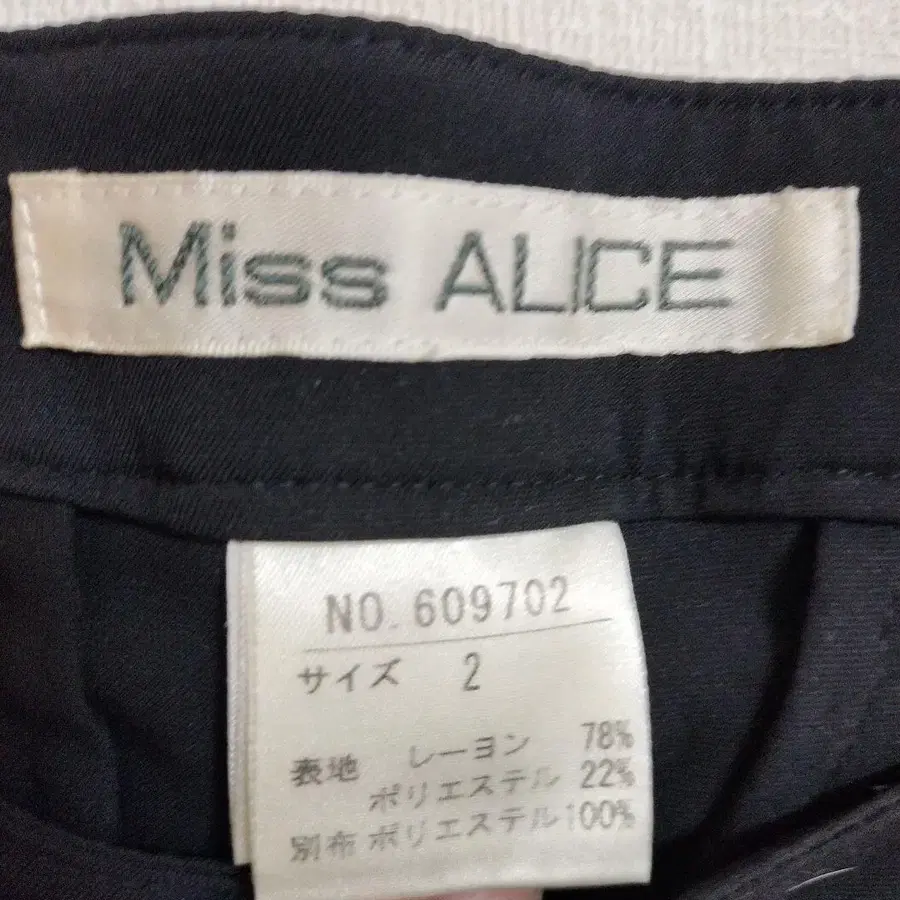 Miss ALICE
NO. 609702
サイズ 2
表地 レーヨン 78%
ポリエステル 22%
別布 ポリエステル 100%